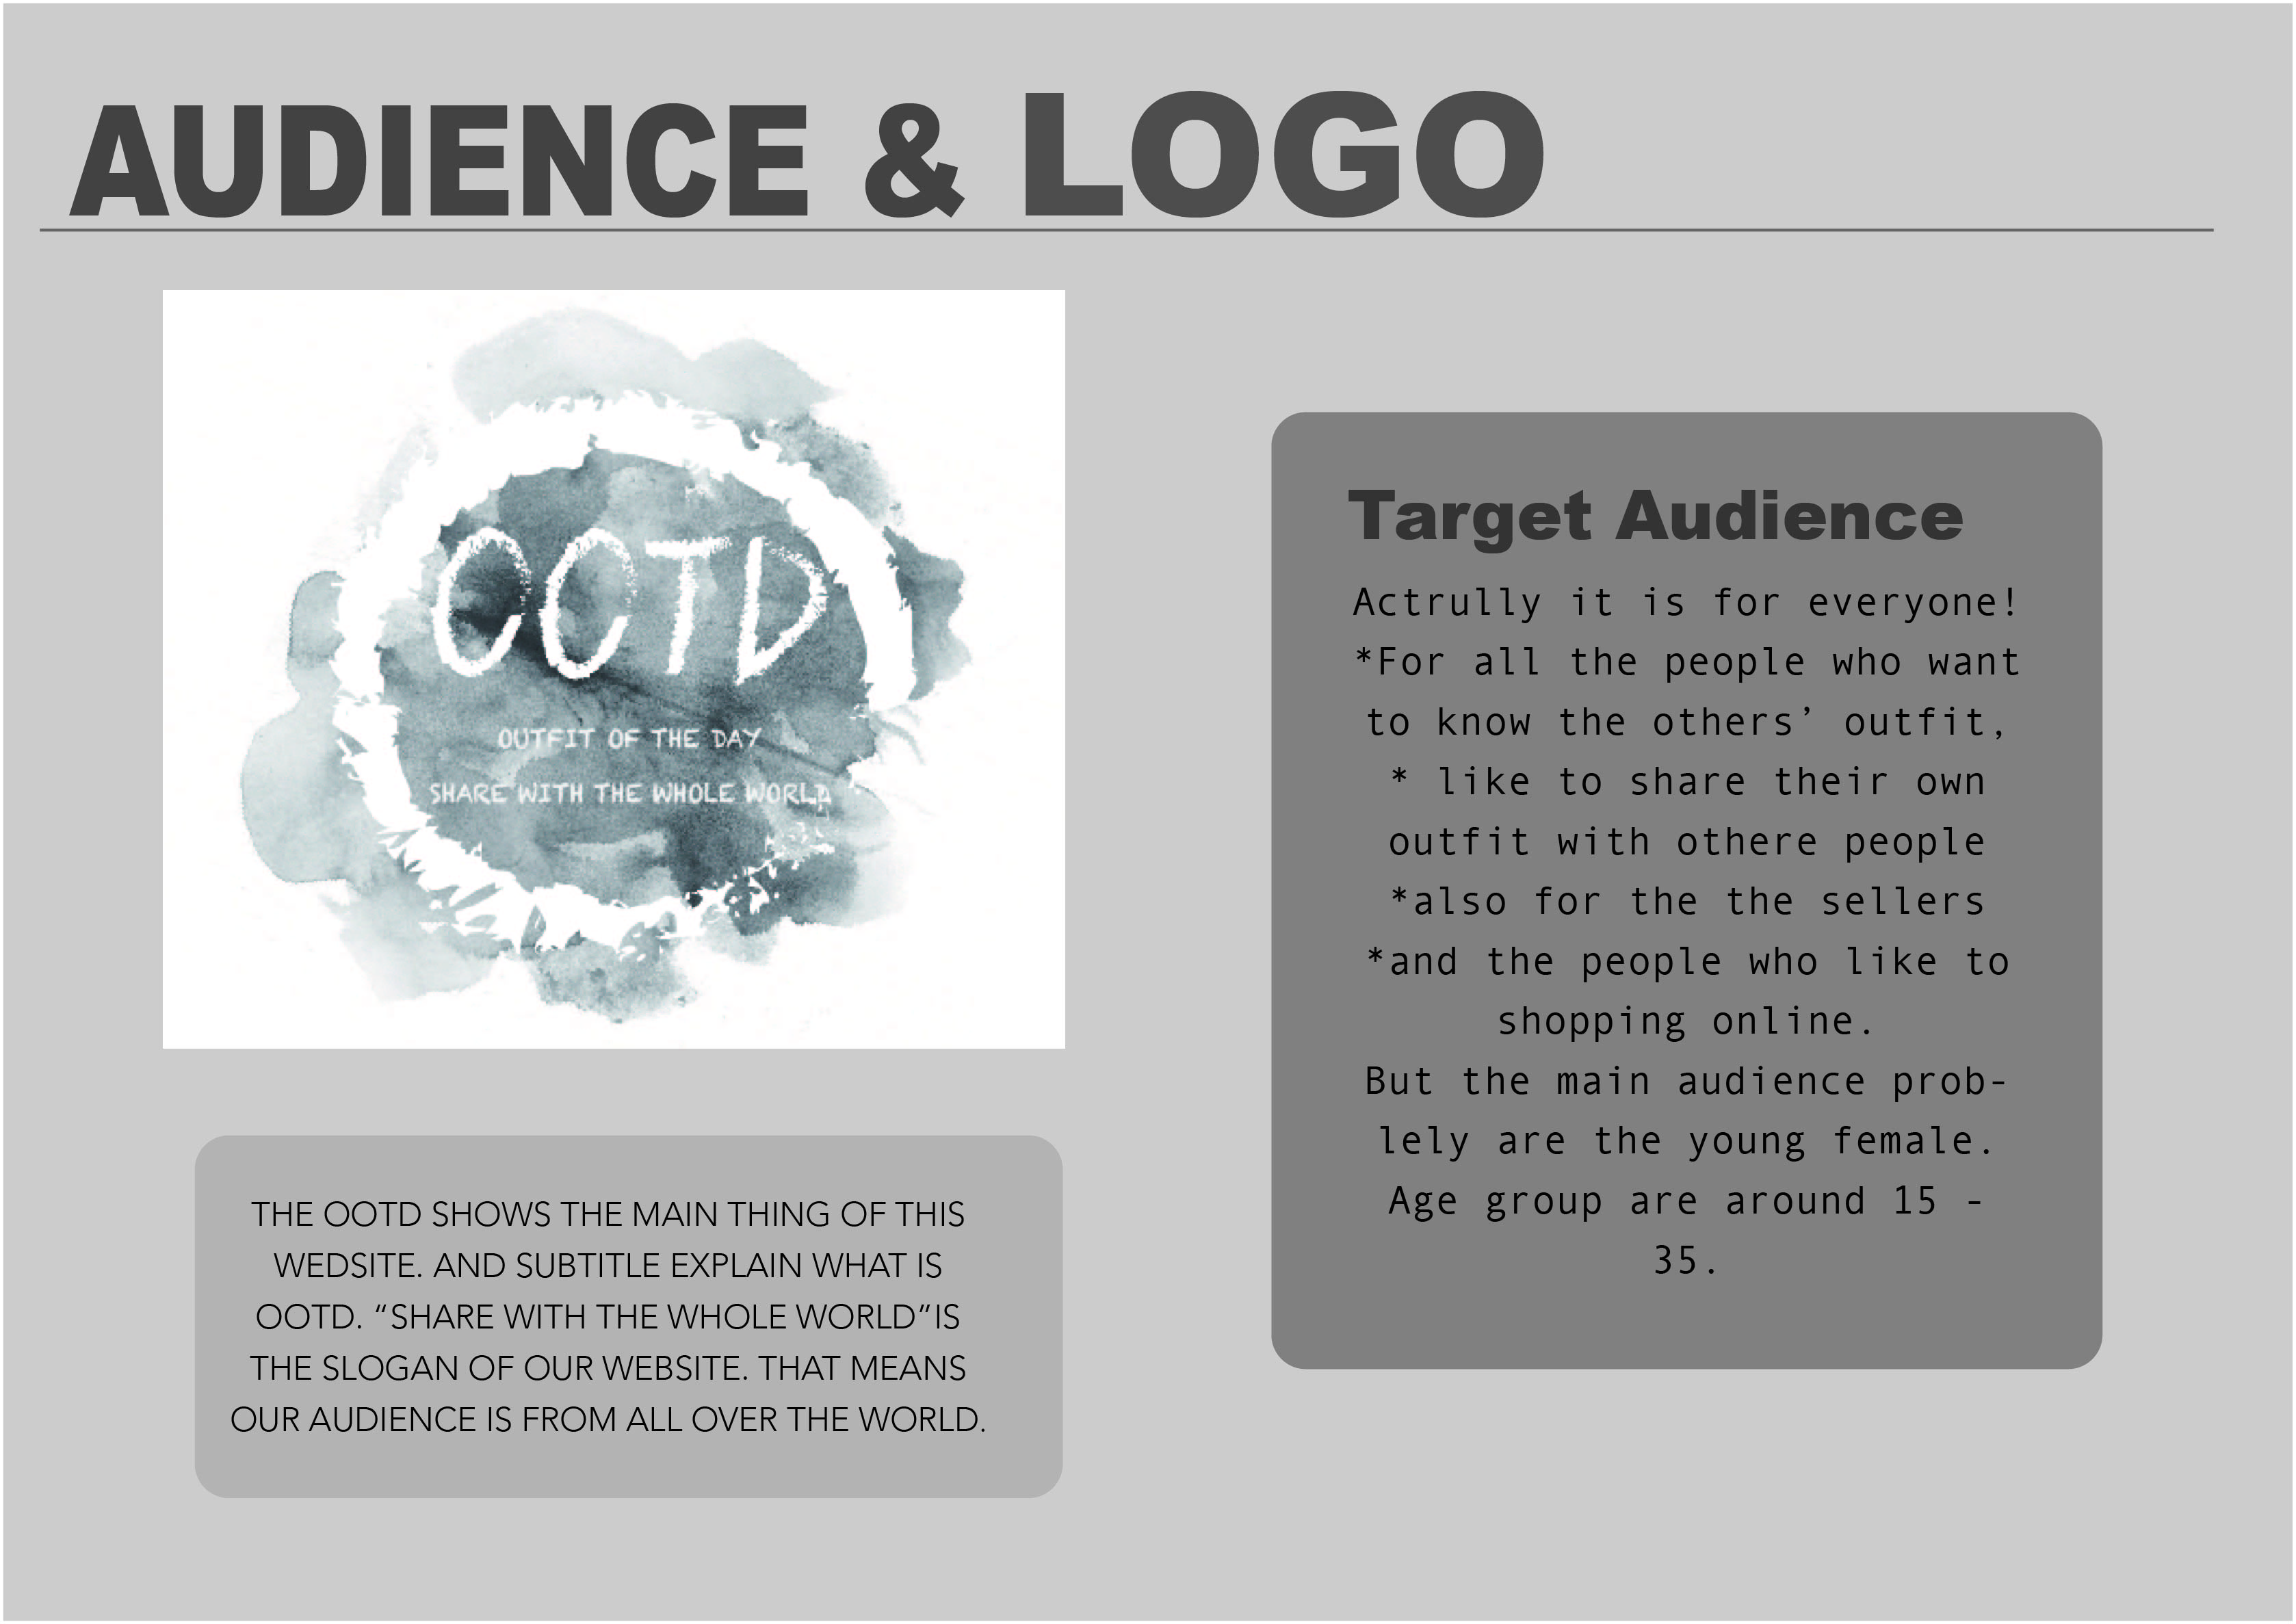 AUDIENCE & LOGO
OOTD
OUTFIT OF THE DAY
SHARE WITH THE WHOLE WORLD
THE OOTD SHOWS THE MAIN THING OF THIS
WEDSITE. AND SUBTITLE EXPLAIN WHAT IS
OOTD. “SHARE WITH THE WHOLE WORLD”IS
THE SLOGAN OF OUR WEBSITE. THAT MEANS
OUR AUDIENCE IS FROM ALL OVER THE WORLD.
Target Audience
Actrully it is for everyone!
*For all the people who want
to know the others’ outfit,
* like to share their own
outfit with othere people
*also for the the sellers
*and the people who like to
shopping online.
But the main audience prob-
lely are the young female.
Age group are around 15 -
35.